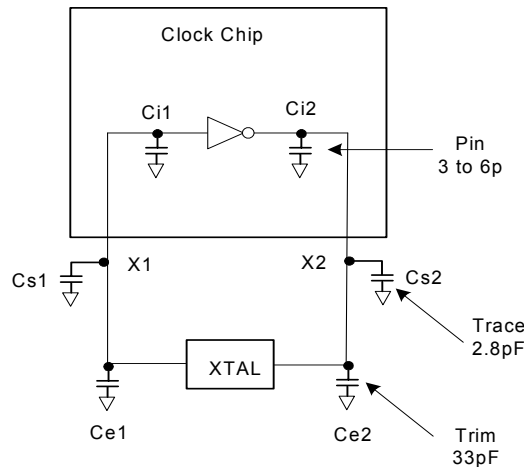 Clock Chip
Ci1
Ci2
Pin
3 to 6p
Cs1
X1
X2
Cs2
Trace
2.8pF
XTAL
Ce1
Ce2
Trim
33pF